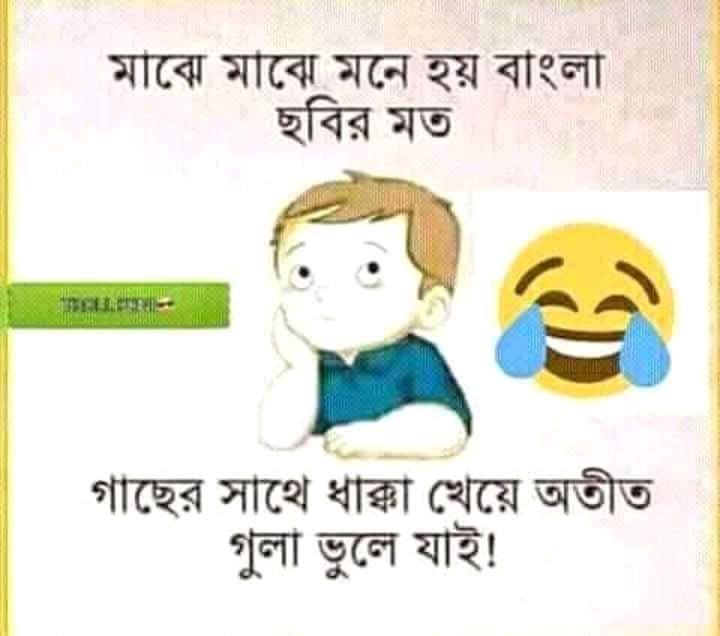 মাঝে মাঝে মনে হয় বাংলা
ছবির মত
গাছের সাথে ধাক্কা খেয়ে অতীত
গুলা ভুলে যাই!